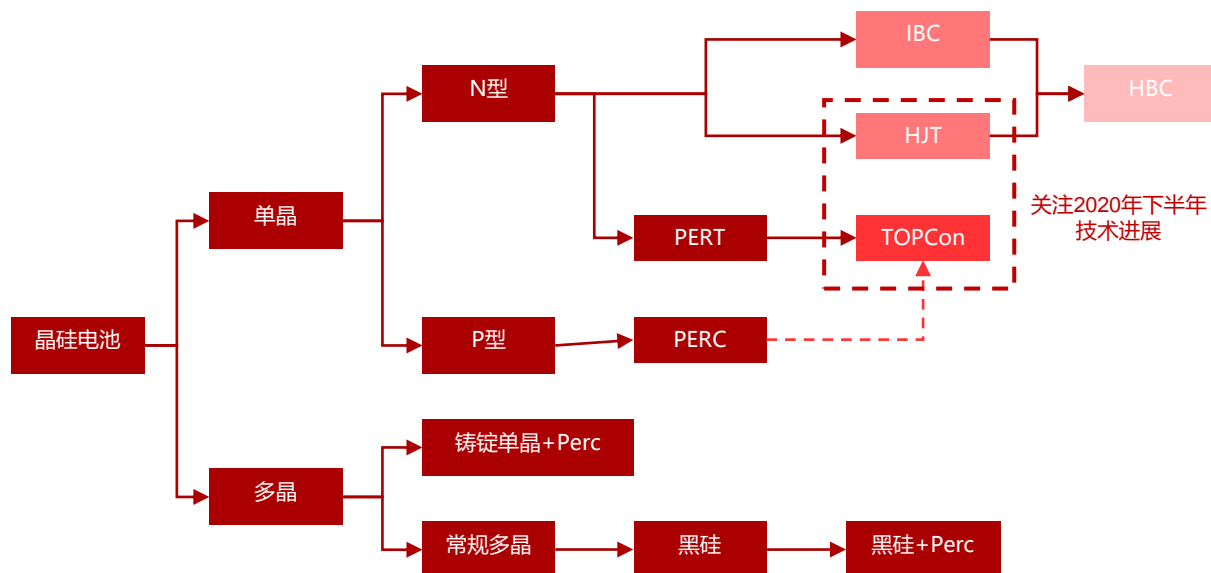 IBC
HBC
N型
HJT
单晶
关注2020年下半年
技术进展
PERT
TOPCon
晶硅电池
P型
PERC
铸锭单晶+Perc
多晶
常规多晶
黑硅
黑硅+Perc